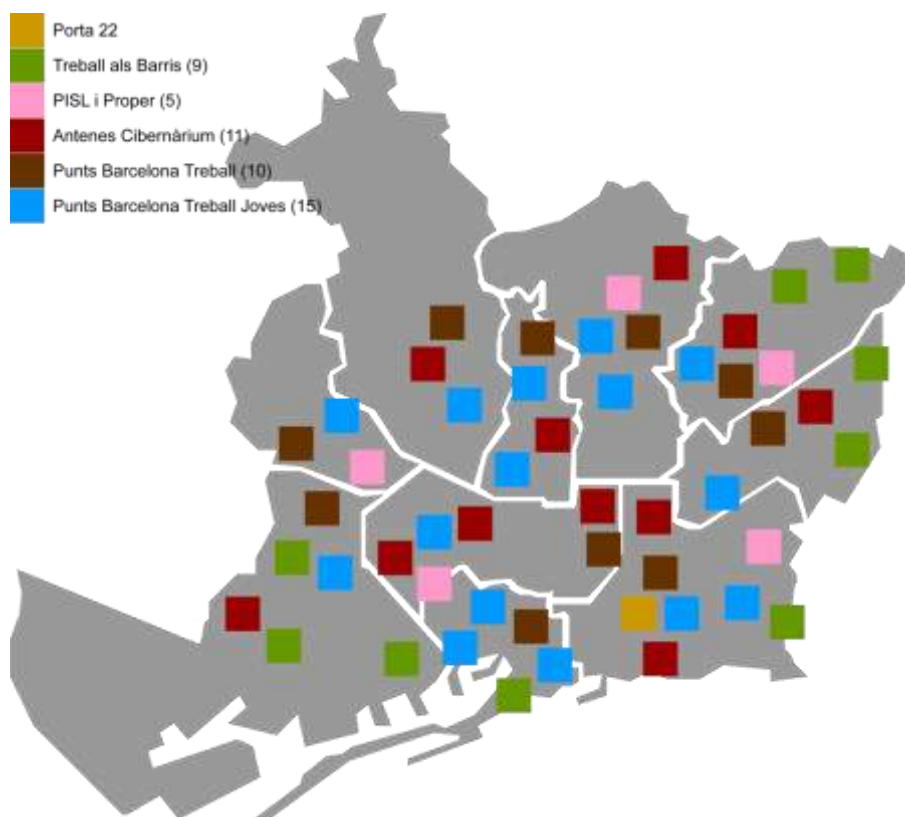 Porta 22
Treball als Barris (9)
PISL i Proper (5)
Antenes Cibernàrium (11)
Punts Barcelona Treball (10)
Punts Barcelona Treball Joves (15)